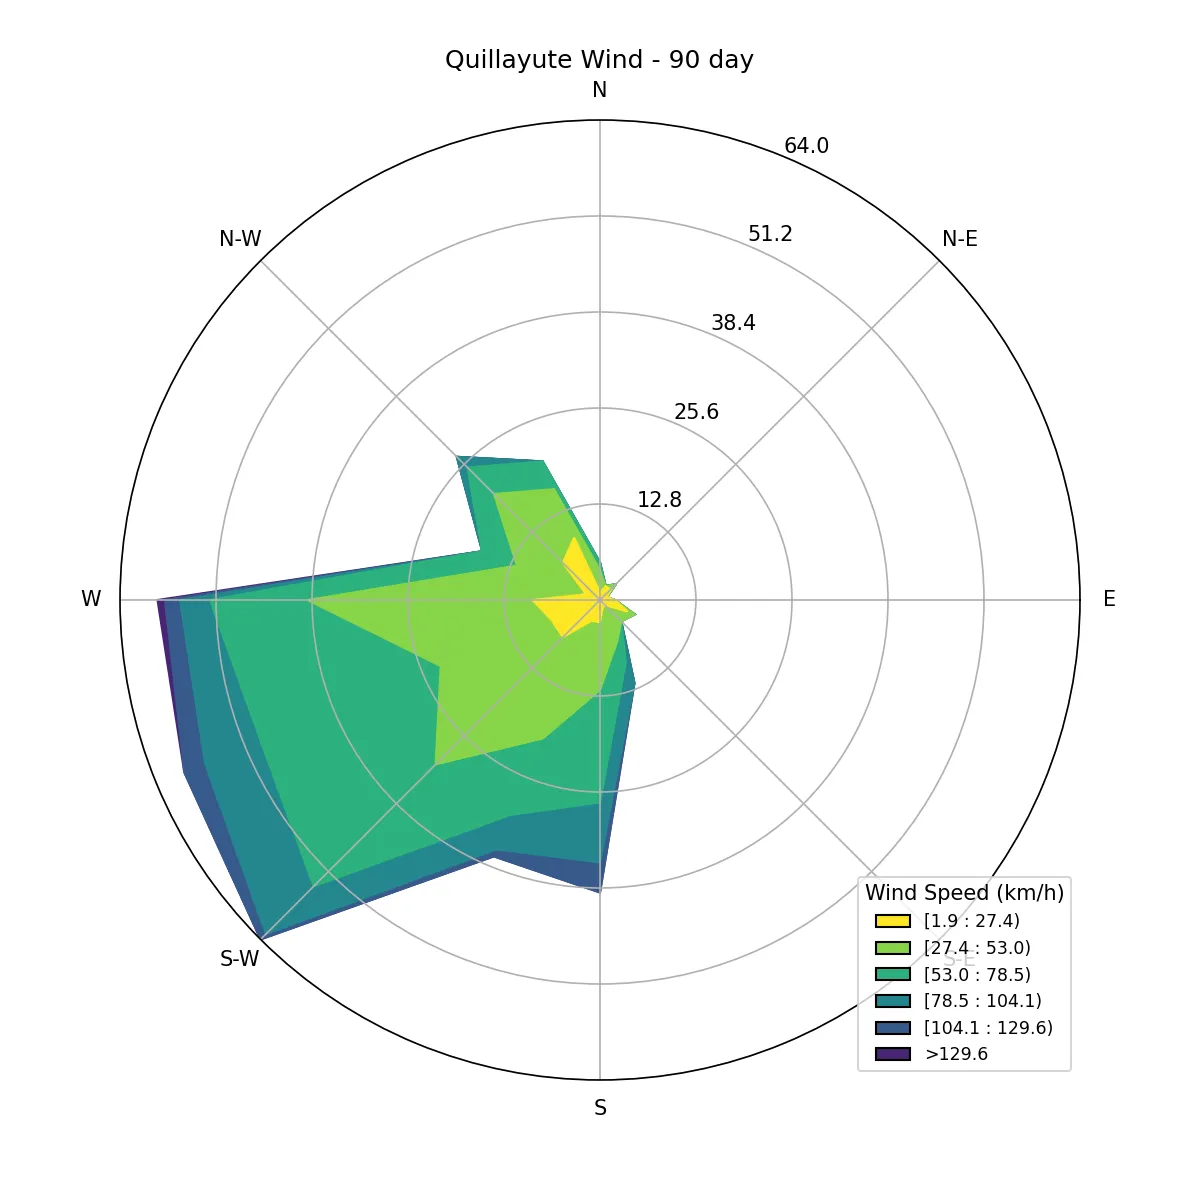 Quillayute Wind - 90 day
N
64.0
51.2
N-W
N-E
38.4
25.6
12.8
W
E
Wind Speed (km/h)
[1.9 : 27.4)
[27.4 : 53.0)
S-W
S-E
[53.0 : 78.5)
[78.5 : 104.1)
[104.1 : 129.6)
>129.6
S